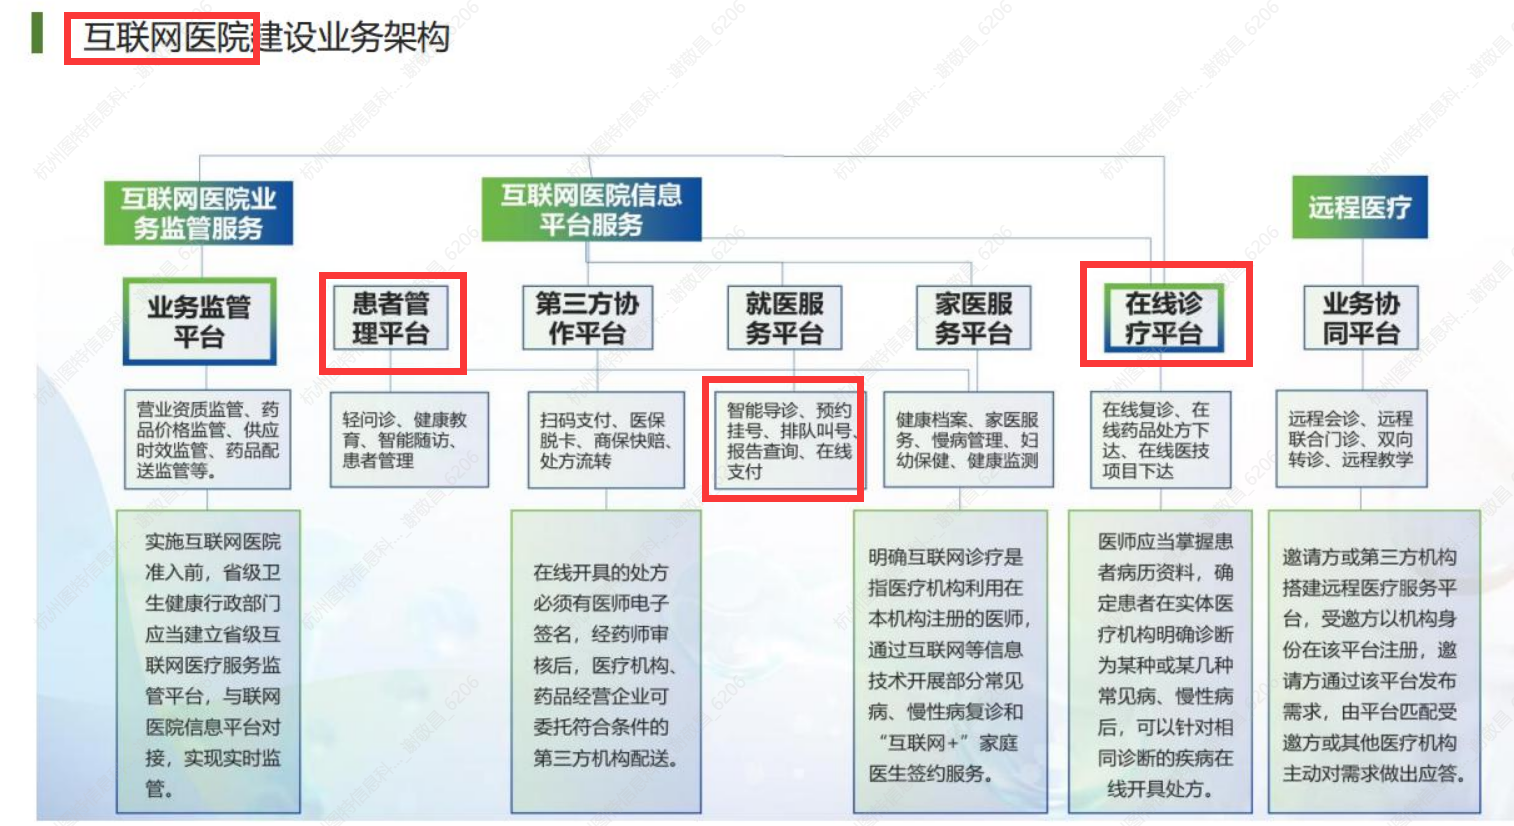 互联网医院建设业务架构
互联网医院业
务监管服务
互联网医院信息
平台服务
远程医疗
业务监管
平台
患者管
理平台
第三方协
作平台
就医服
务平台
家医服
务平台
在线诊
疗平台
业务协
同平台
营业资质监管、药
品价格监管、供应
时效监管、药品配
送监管等。
轻问诊、健康教
育、智能随访、
患者管理
扫码支付、医保
脱卡、商保快赔、
处方流转
智能导诊、预约
挂号、排队叫号、
报告查询、在线
支付
健康档案、家医服
务、慢病管理、妇
幼保健、健康监测
在线复诊、在
线药品处方下
达、在线医技
项目下达
远程会诊、远程
联合门诊、双向
转诊、远程教学
实施互联网医院
准入前，省级卫
生健康行政部门
应当建立省级互
联网医疗服务监
管平台，与联网
医院信息平台对
接，实现实时监
管。
在线开具的处方
必须有医师电子
签名，经药师审
核后，医疗机构、
药品经营企业可
委托符合条件的
第三方机构配送。
明确互联网诊疗是
指医疗机构利用在
本机构注册的医师，
通过互联网等信息
技术开展部分常见
病、慢性病复诊和
“互联网+”家庭
医生签约服务。
医师应当掌握患
者病历资料，确
定患者在实体医
疗机构明确诊断
为某种或某几种
常见病、慢性病
后，可以针对相
同诊断的疾病在
线开具处方。
邀请方或第三方机构
搭建远程医疗服务平
台，受邀方以机构身
份在该平台注册，邀
请方通过该平台发布
需求，由平台匹配受
邀方或其他医疗机构
主动对需求做出应答。